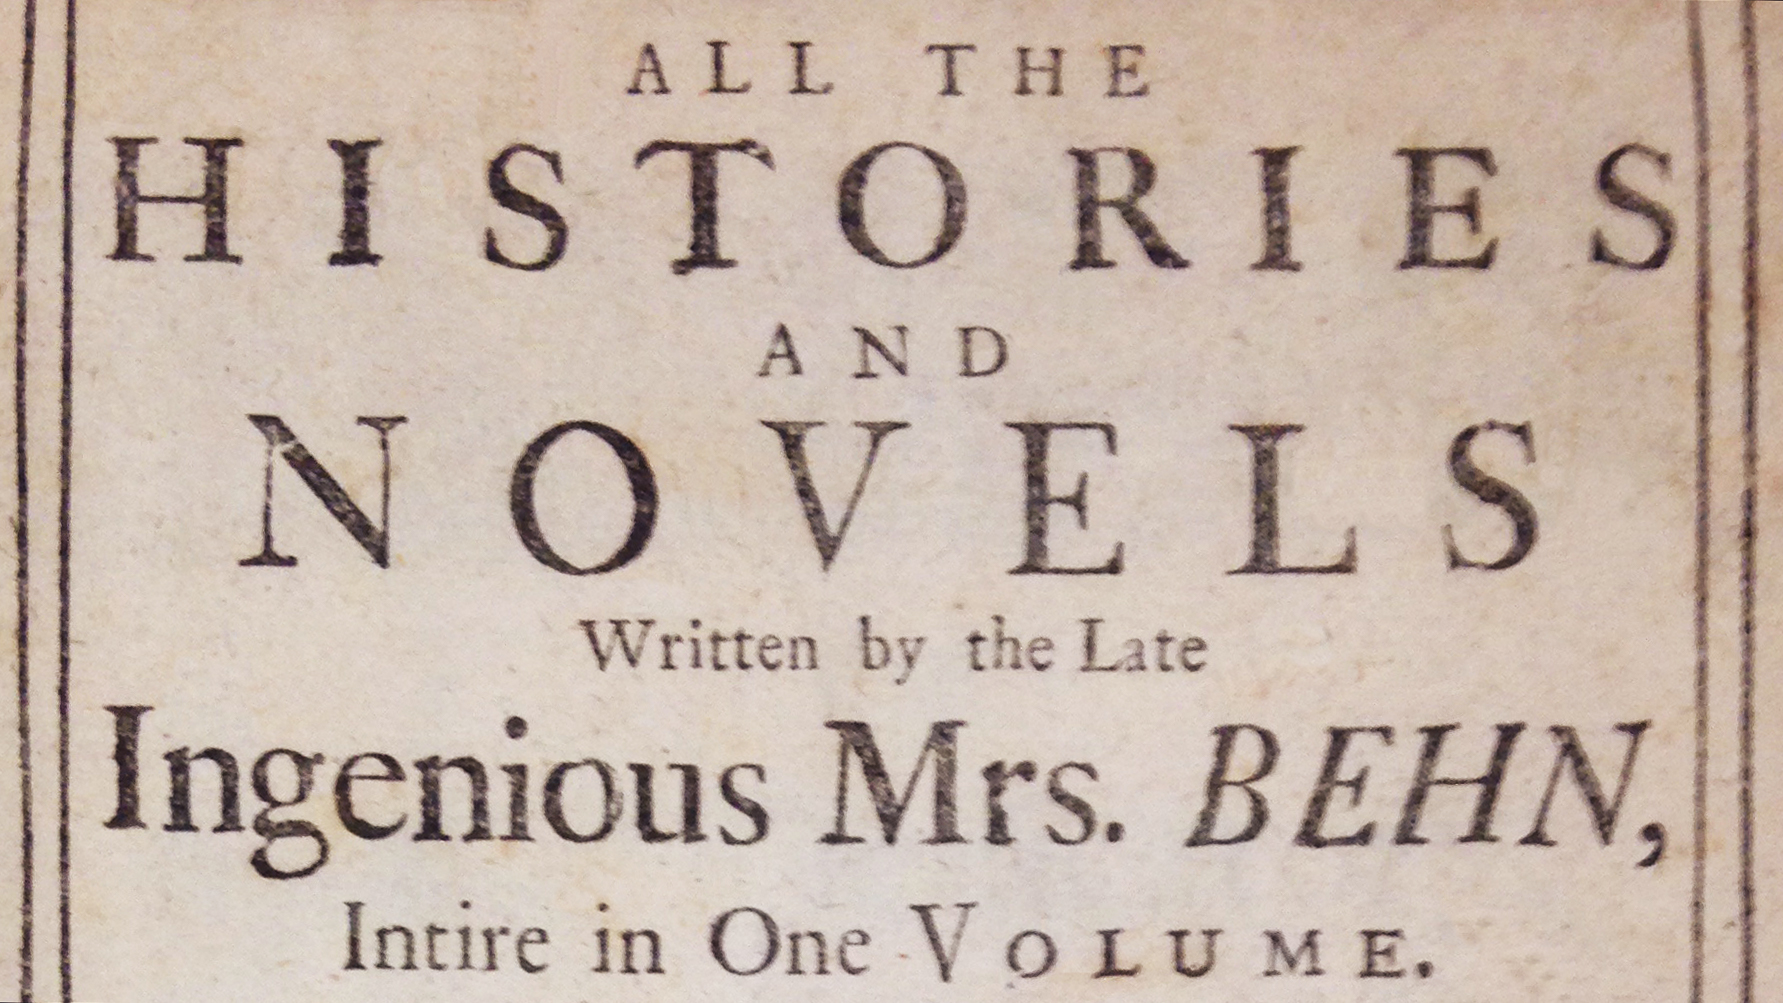 ALL THE
HISTORIES
AND
NOVELS
Written by the Late
Ingenious Mrs. BEHN,
Intire in One VOLUME.